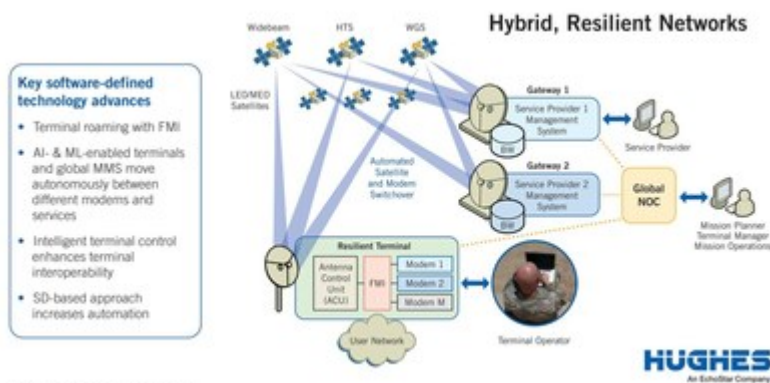 Hybrid, Resilient Networks
Key software-defined
technology advances
• Terminal roaming with FMI
• AI- & ML-enabled terminals
and global MMS move
autonomously between
different modems and
services
• Intelligent terminal control
enhances terminal
interoperability
• SD-based approach
increases automation
Widebeam
HTS
WGS
LEO/MEO
Satellites
Automated
Satellite
and Modem
Switchover
Gateway 1
Service Provider 1
Management
System
BW
Service Provider
Gateway 2
Service Provider 2
Management
System
BW
Global
NOC
Mission Planner
Terminal Manager
Mission Operations
Resilient Terminal
Antenna
Control
Unit
(ACU)
FMI
Modem 1
Modem 2
Modem M
User Network
Terminal Operator
HUGHES
An EchoStar Company